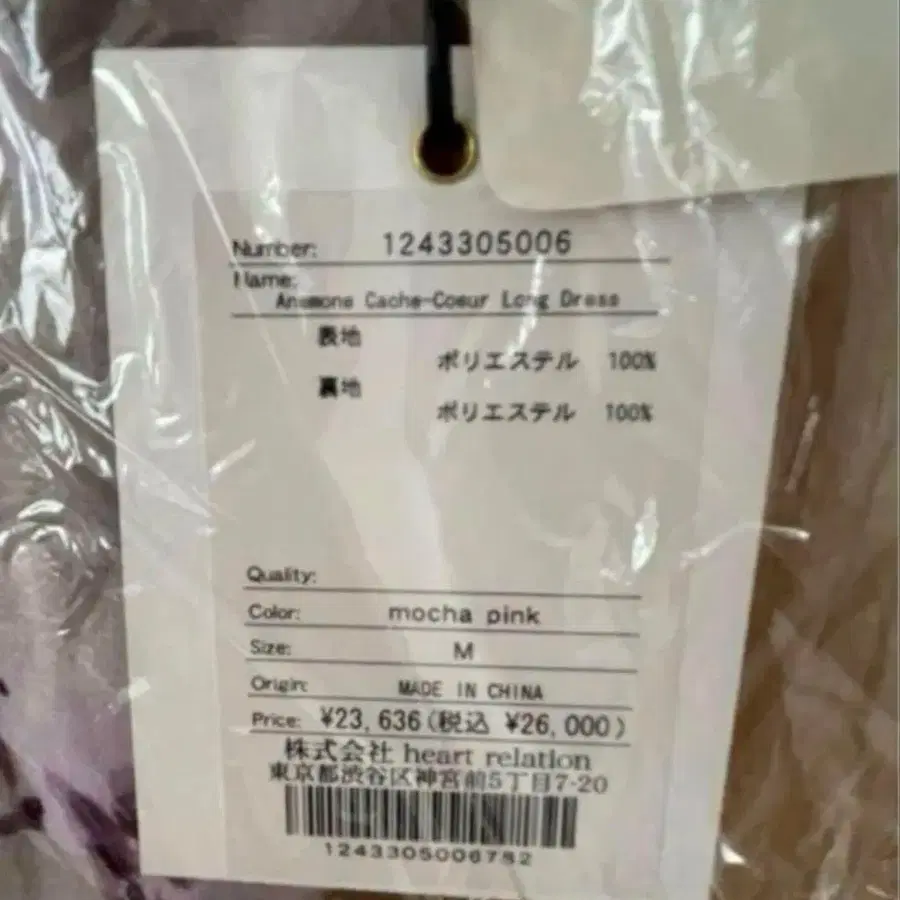 Number: 1243305006
Name:
Anemone Cache-Coeur Long Dress
表地
ポリエステル 100%
裏地
ポリエステル 100%
Quality:
Color: mocha pink
Size: M
Origin: MADE IN CHINA
Price: ¥23,636(税込 ¥26,000)
株式会社 heart relation
東京都渋谷区神宮前5丁目7-20
1243305006782